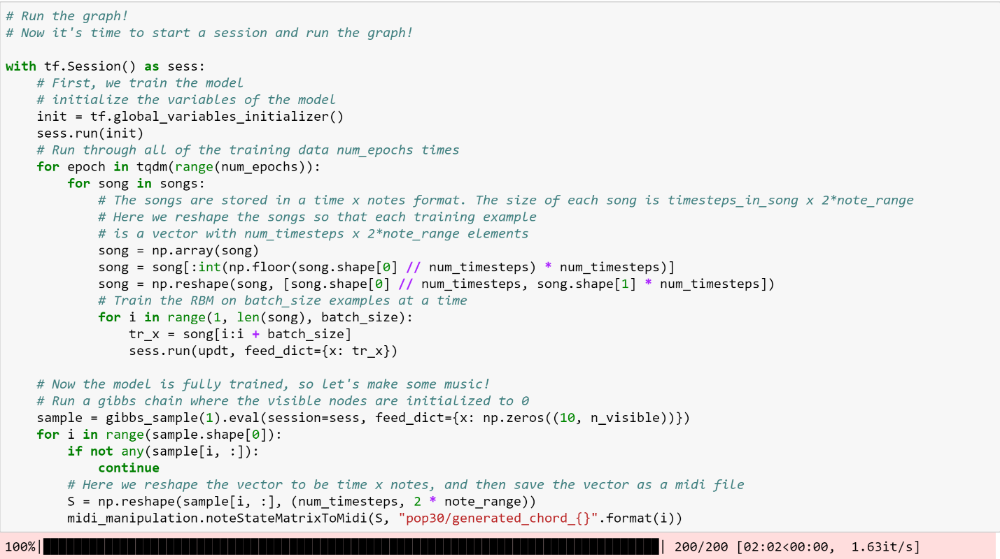 # Run the graph!
# Now it's time to start a session and run the graph!
with tf.Session() as sess:
    # First, we train the model
    # initialize the variables of the model
    init = tf.global_variables_initializer()
    sess.run(init)
    # Run through all of the training data num_epochs times
    for epoch in tqdm(range(num_epochs)):
        for song in songs:
            # The songs are stored in a time x notes format. The size of each song is timesteps_in_song x 2*note_range
            # Here we reshape the songs so that each training example
            # is a vector with num_timesteps x 2*note_range elements
            song = np.array(song)
            song = song[:int(np.floor(song.shape[0] // num_timesteps) * num_timesteps)]
            song = np.reshape(song, [song.shape[0] // num_timesteps, song.shape[1] * num_timesteps])
            # Train the RBM on batch_size examples at a time
            for i in range(1, len(song), batch_size):
                tr_x = song[i:i + batch_size]
                sess.run(updt, feed_dict={x: tr_x})
    # Now the model is fully trained, so let's make some music!
    # Run a gibbs chain where the visible nodes are initialized to 0
    sample = gibbs_sample(1).eval(session=sess, feed_dict={x: np.zeros((10, n_visible))})
    for i in range(sample.shape[0]):
        if not any(sample[i, :]):
            continue
        # Here we reshape the vector to be time x notes, and then save the vector as a midi file
        S = np.reshape(sample[i, :], (num_timesteps, 2 * note_range))
        midi_manipulation.noteStateMatrixToMidi(S, "pop30/generated_chord_{}".format(i))
100%| | 200/200 [02:02<00:00,  1.63it/s]